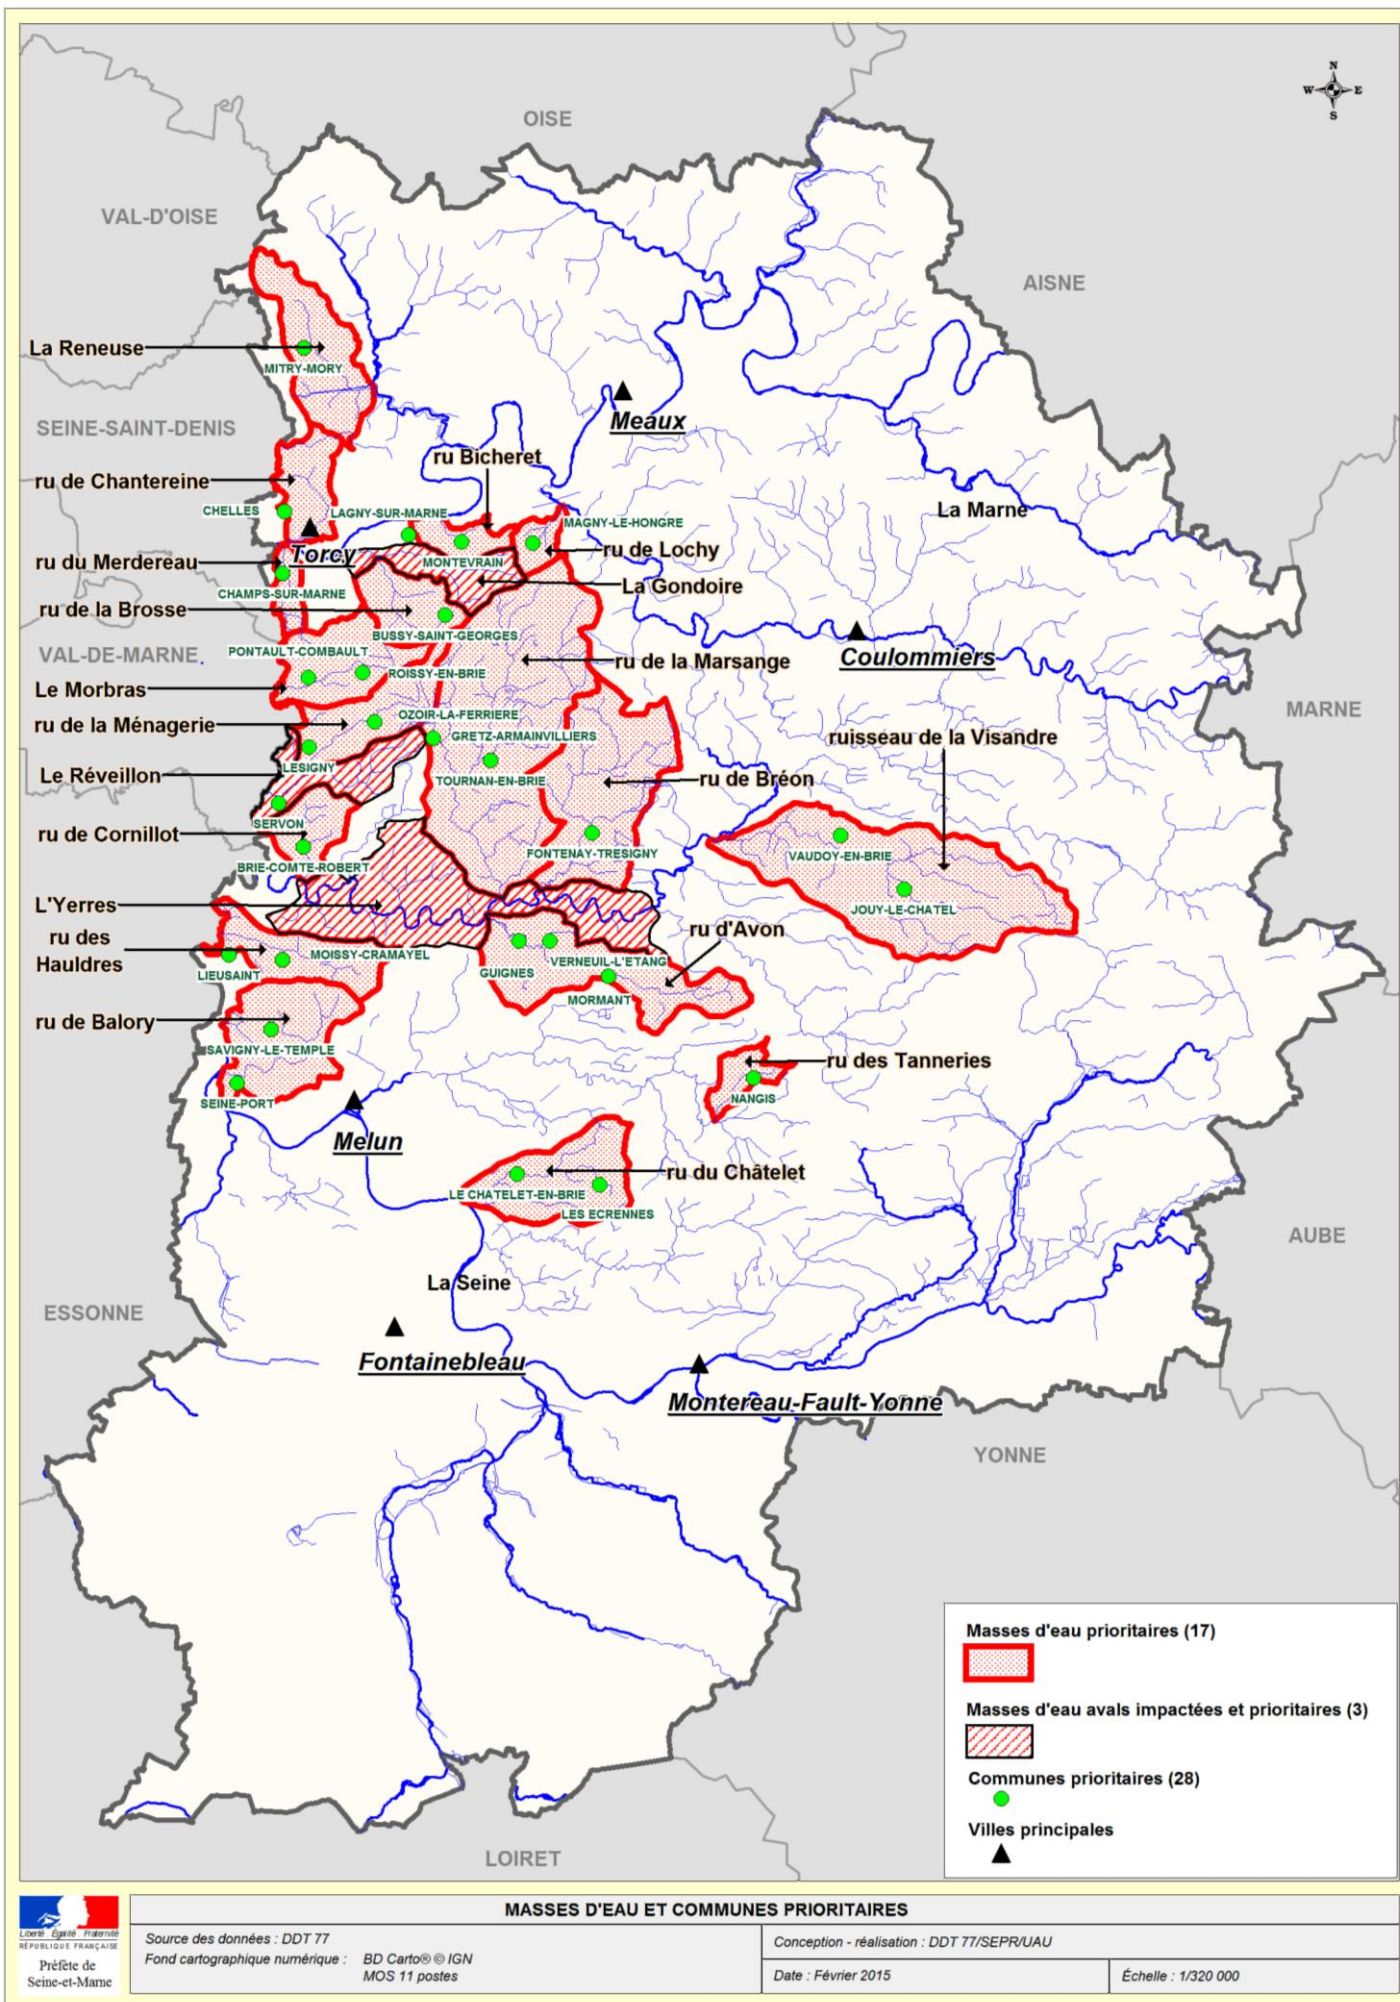 N
W E
S
OISE
VAL-D'OISE
AISNE
La Reneuse
MITRY-MORY
Meaux
SEINE-SAINT-DENIS
ru Bicheret
ru de Chantereine
CHELLES
LAGNY-SUR-MARNE
MAGNY-LE-HONGRE
La Marne
Torcy
MONTEVRAIN
ru de Lochy
ru du Merdereau
CHAMPS-SUR-MARNE
La Gondoire
ru de la Brosse
BUSSY-SAINT-GEORGES
PONTAULT-COMBAULT
VAL-DE-MARNE
ru de la Marsange
Coulommiers
ROISSY-EN-BRIE
Le Morbras
MARNE
OZOIR-LA-FERRIERE
ru de la Ménagerie
GRETZ-ARMAINVILLIERS
ruisseau de la Visandre
LESIGNY
Le Réveillon
TOURNAN-EN-BRIE
ru de Bréon
SERVON
ru de Cornillot
FONTENAY-TRESIGNY
VAUDOY-EN-BRIE
BRIE-COMTE-ROBERT
L'Yerres
JOUY-LE-CHATEL
ru des
Hauldres
ru d'Avon
MOISSY-CRAMAYEL
VERNEUIL-L'ETANG
LIEUSAINT
GUIGNES
MORMANT
ru de Balory
SAVIGNY-LE-TEMPLE
ru des Tanneries
NANGIS
SEINE-PORT
Melun
ru du Châtelet
LE CHATELET-EN-BRIE
LES ECRENNES
AUBE
La Seine
ESSONNE
Fontainebleau
Montereau-Fault-Yonne
YONNE
LOIRET
Masses d'eau prioritaires (17)
Masses d'eau avals impactées et prioritaires (3)
Communes prioritaires (28)
Villes principales
MASSES D'EAU ET COMMUNES PRIORITAIRES
Liberté . Égalité . Fraternité
RÉPUBLIQUE FRANÇAISE
Préfète de
Seine-et-Marne
Source des données : DDT 77
Fond cartographique numérique : BD Carto® © IGN
MOS 11 postes
Conception - réalisation : DDT 77/SEPR/UAU
Date : Février 2015
Échelle : 1/320 000